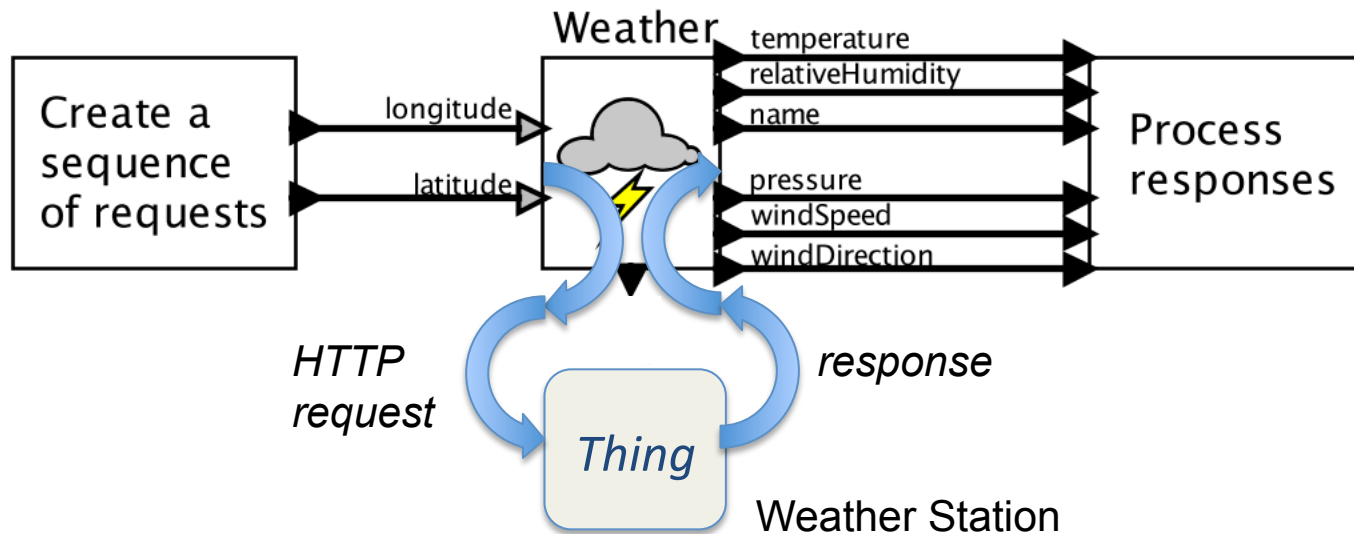 Weather
Create a
sequence
of requests
longitude
latitude
temperature
relativeHumidity
name
pressure
windSpeed
windDirection
Process
responses
HTTP
request
response
Thing
Weather Station